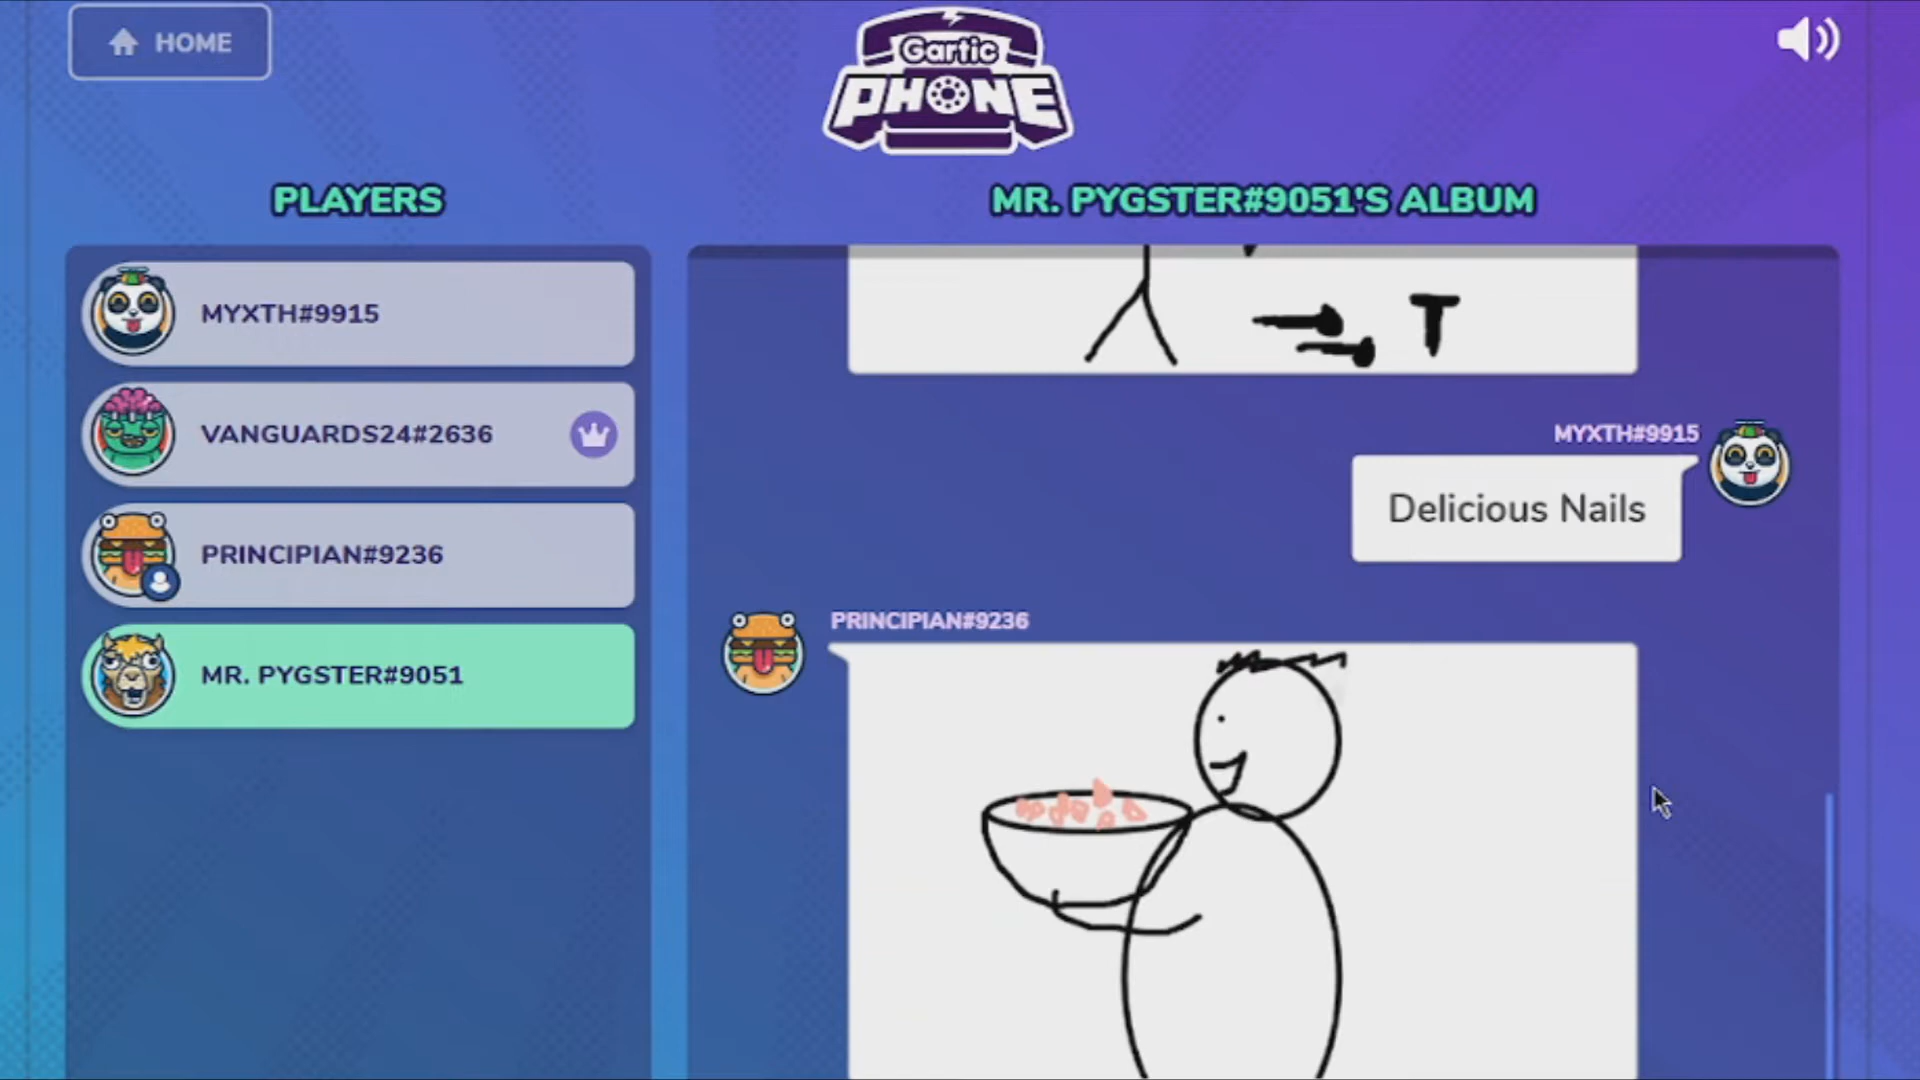 HOME
Gartic
PHONE
PLAYERS
MR. PYGSTER#9051'S ALBUM
MYXTH#9915
VANGUARDS24#2636
PRINCIPIAN#9236
MR. PYGSTER#9051
MYXTH#9915
Delicious Nails
PRINCIPIAN#9236